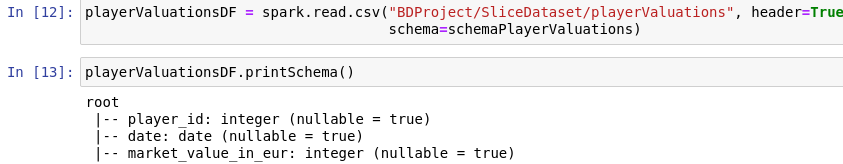 In [12]: playerValuationsDF = spark.read.csv("BDProject/SliceDataset/playerValuations", header=True
schema=schemaPlayerValuations)
In [13]: playerValuationsDF.printSchema()
root
|-- player_id: integer (nullable = true)
|-- date: date (nullable = true)
|-- market_value_in_eur: integer (nullable = true)